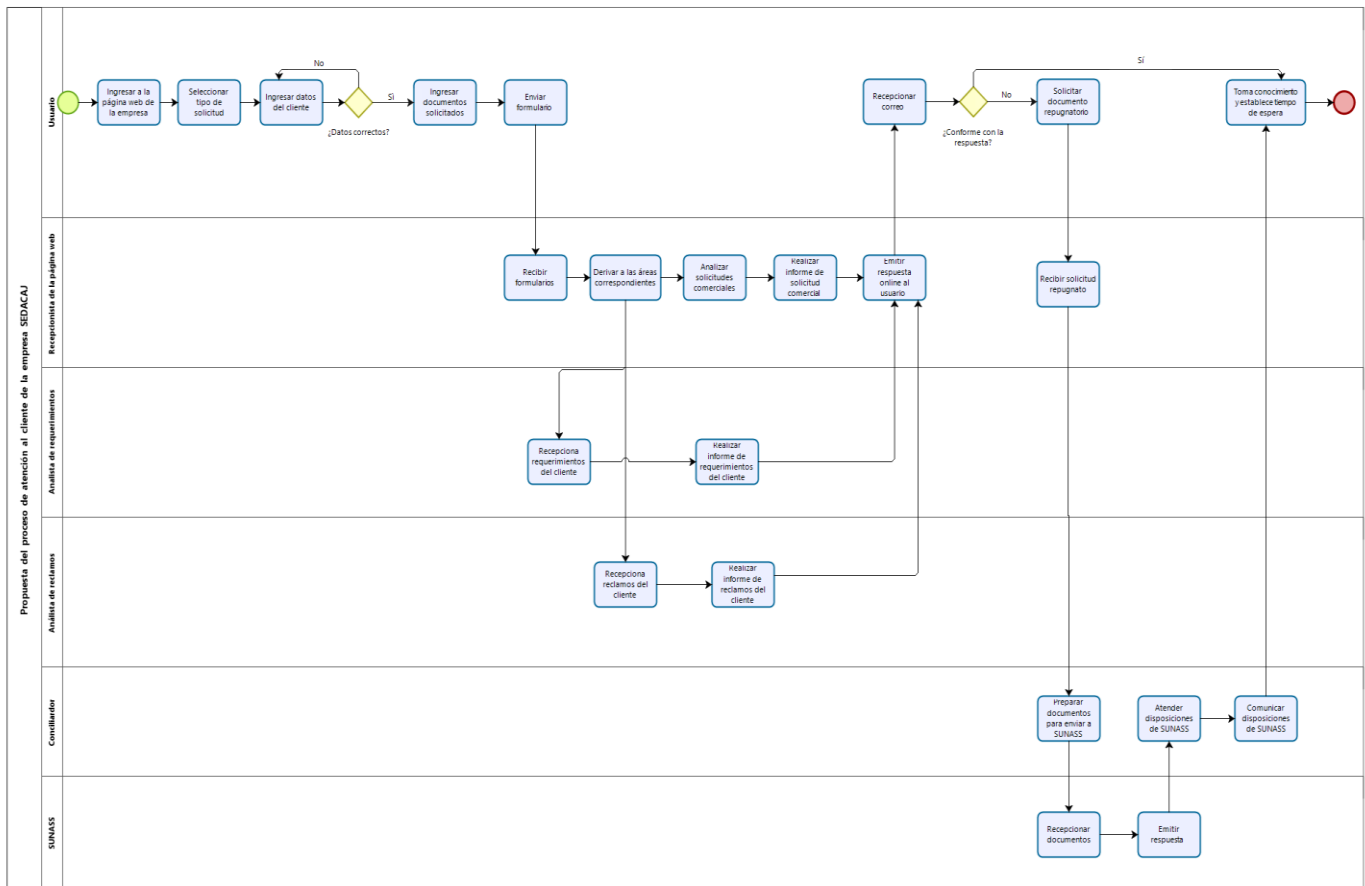 Propuesta del proceso de atención al cliente de la empresa SEDACAJ
Usuario
Ingresar a la
página web de
la empresa
Seleccionar
tipo de
solicitud
Ingresar datos
del cliente
No
¿Datos correctos?
Sì
Ingresar
documentos
solicitados
Enviar
formulario
Recepcionar
correo
¿Conforme con la
respuesta?
No
Sí
Solicitar
documento
repugnatorio
Toma conocimiento
y establece tiempo
de espera
Recepcionista de la página web
Recibir
formularios
Derivar a las áreas
correspondientes
Analizar
solicitudes
comerciales
Realizar
informe de
solicitud
comercial
Emitir
respuesta
online al
usuario
Recibir solicitud
repugnato
Analista de requerimientos
Recepciona
requerimientos
del cliente
Realizar
informe de
requerimientos
del cliente
Análista de reclamos
Recepciona
reclamos del
cliente
Realizar
informe de
reclamos del
cliente
Conciliardor
Preparar
documentos
para enviar a
SUNASS
Atender
disposiciones
de SUNASS
Comunicar
disposiciones
de SUNASS
SUNASS
Recepcionar
documentos
Emitir
respuesta